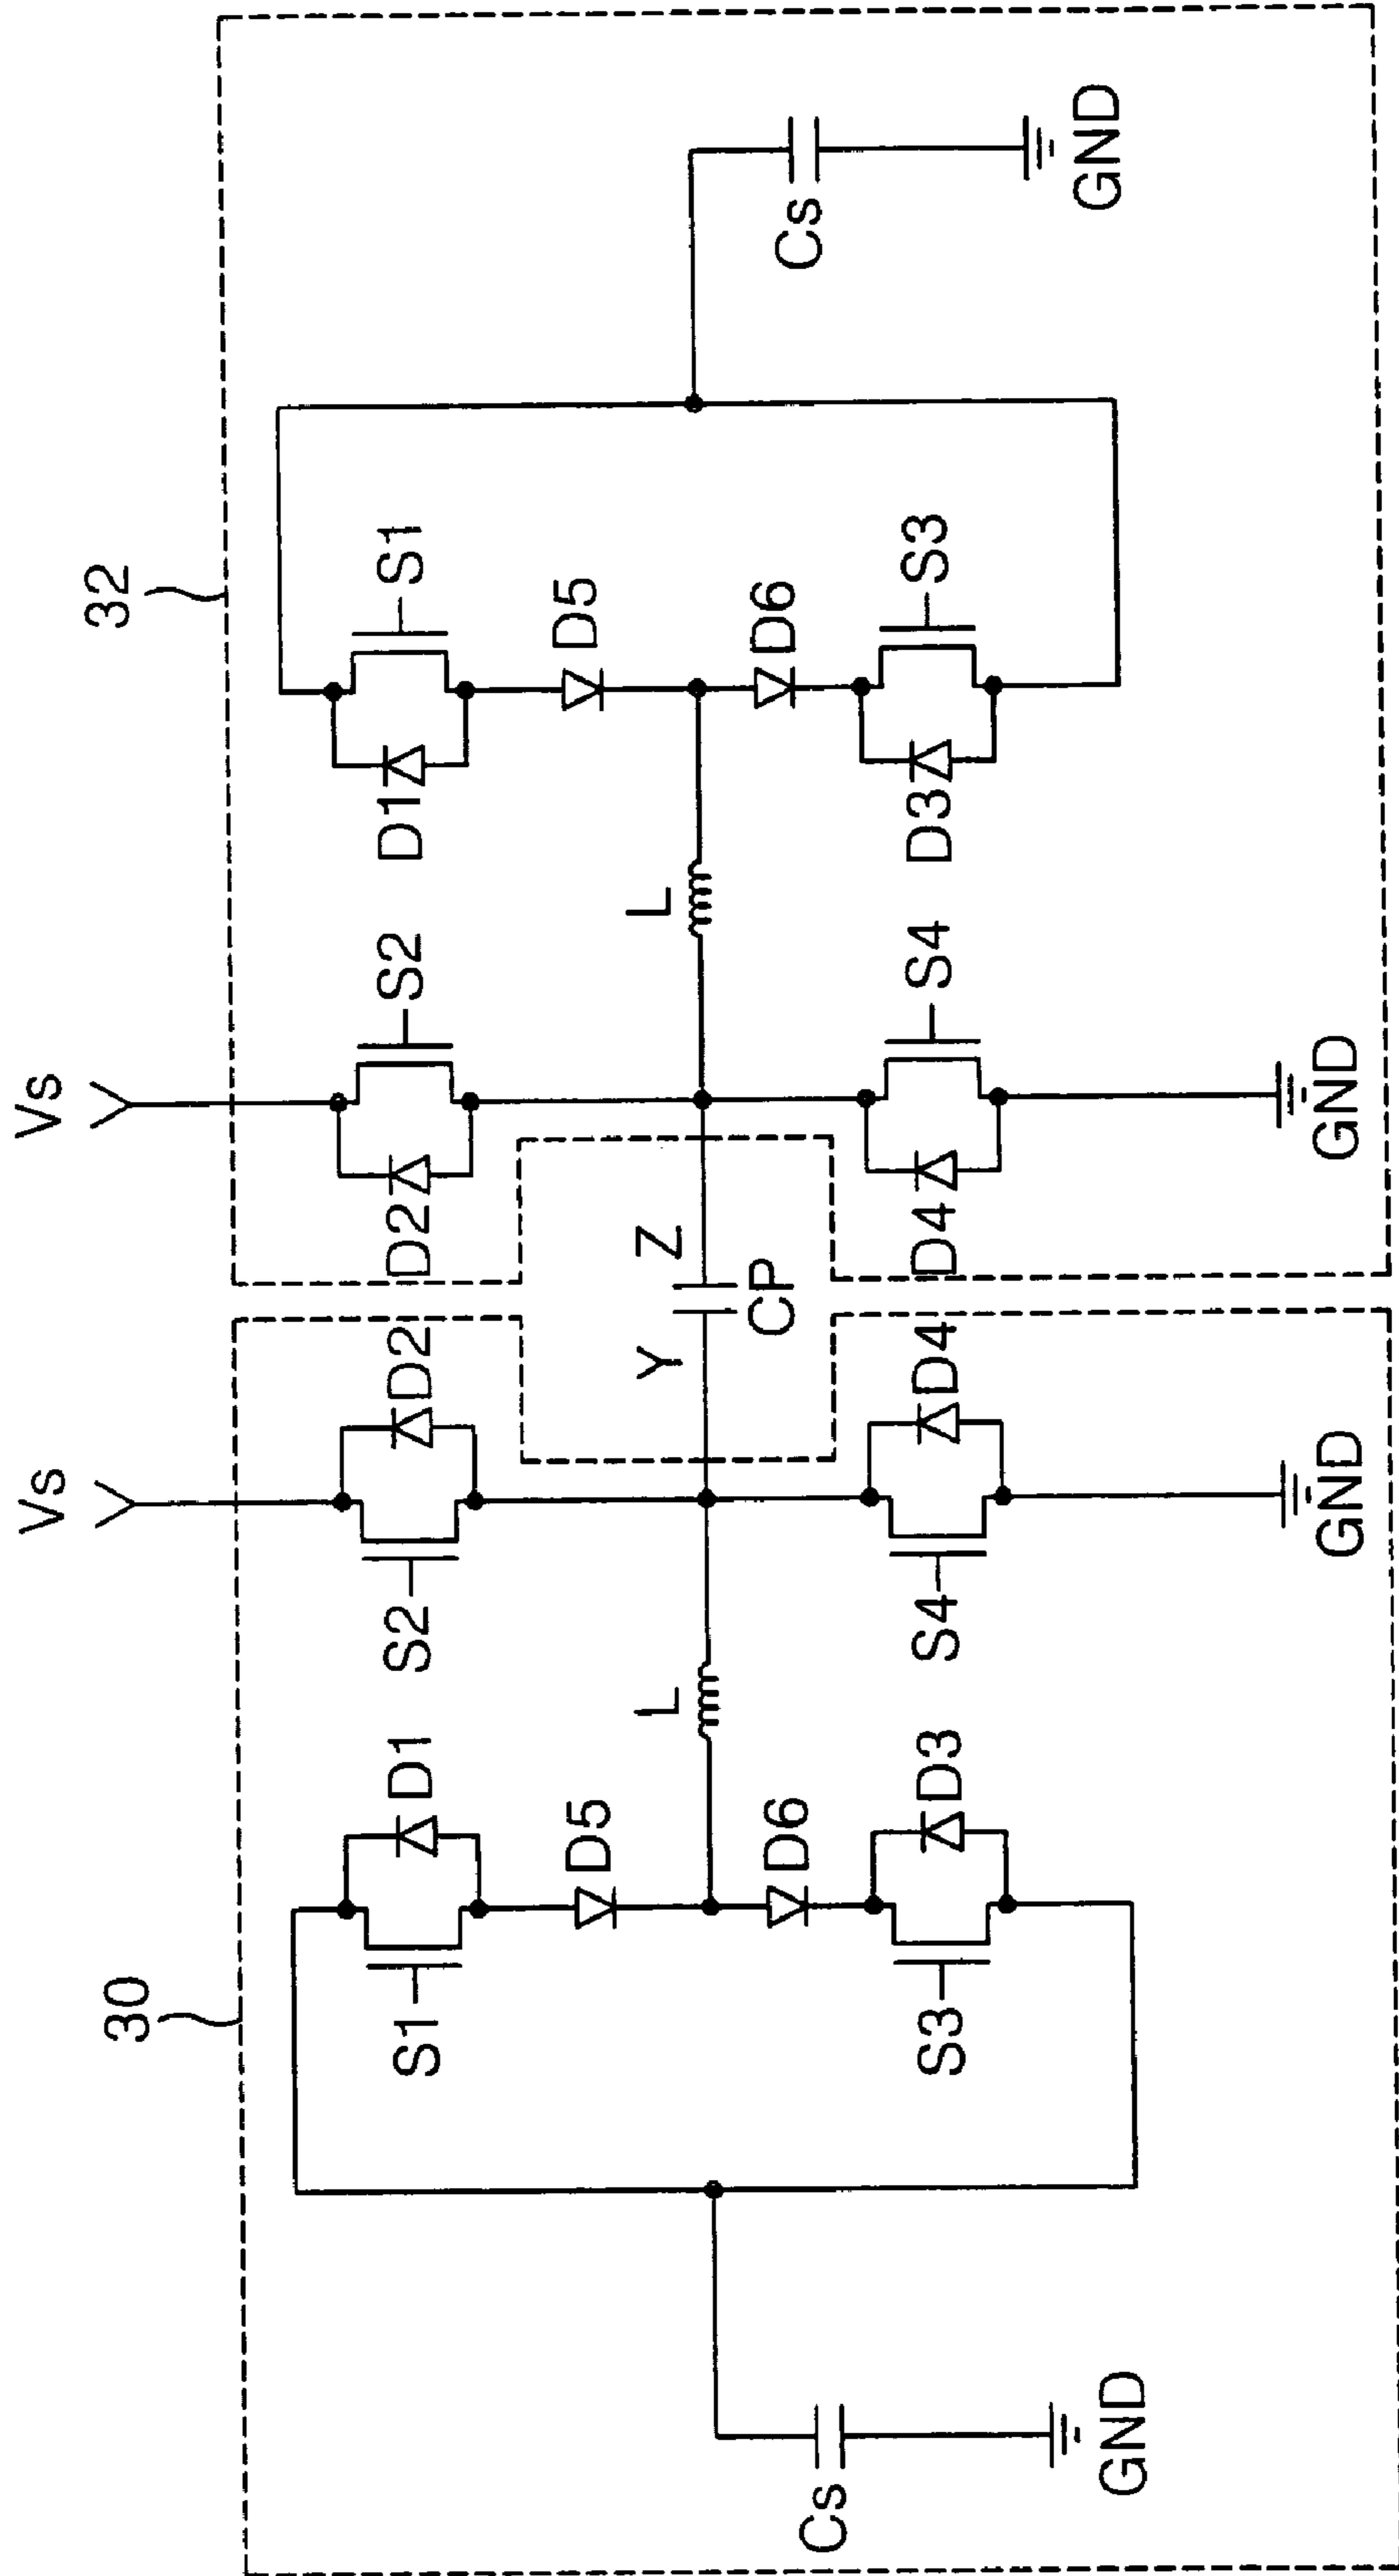 Vs
Vs
30
32
S1
D1
S2
D2
D2
S2
D1
S1
D5
D5
L
Y
Z
L
D6
CP
D6
Cs
Cs
S3
D3
S4
D4
D4
S4
D3
S3
GND
GND
GND
GND